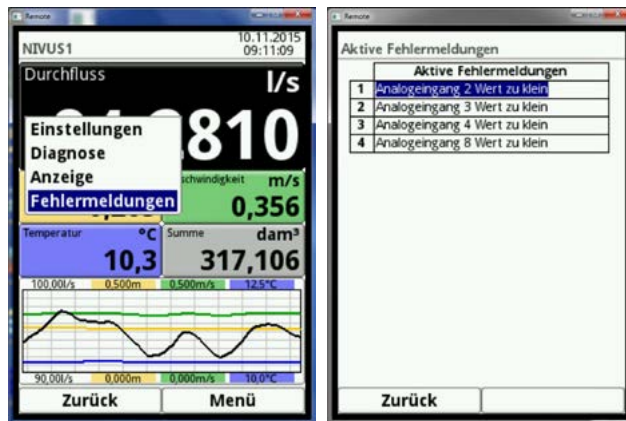 Remote
NIVUS1
10.11.2015
09:11:09
Durchfluss
l/s
810
Einstellungen
Diagnose
Anzeige
Fehlermeldungen
schwindigkeit m/s
0,356
Temperatur °C
10,3
Summe dam³
317,106
100,00l/s 0,500m 0,500m/s 12,5°C
90,00l/s 0,000m 0,000m/s 10,0°C
Zurück Menü
Remote
Aktive Fehlermeldungen
Aktive Fehlermeldungen
1 Analogeingang 2 Wert zu klein
2 Analogeingang 3 Wert zu klein
3 Analogeingang 4 Wert zu klein
4 Analogeingang 8 Wert zu klein
Zurück